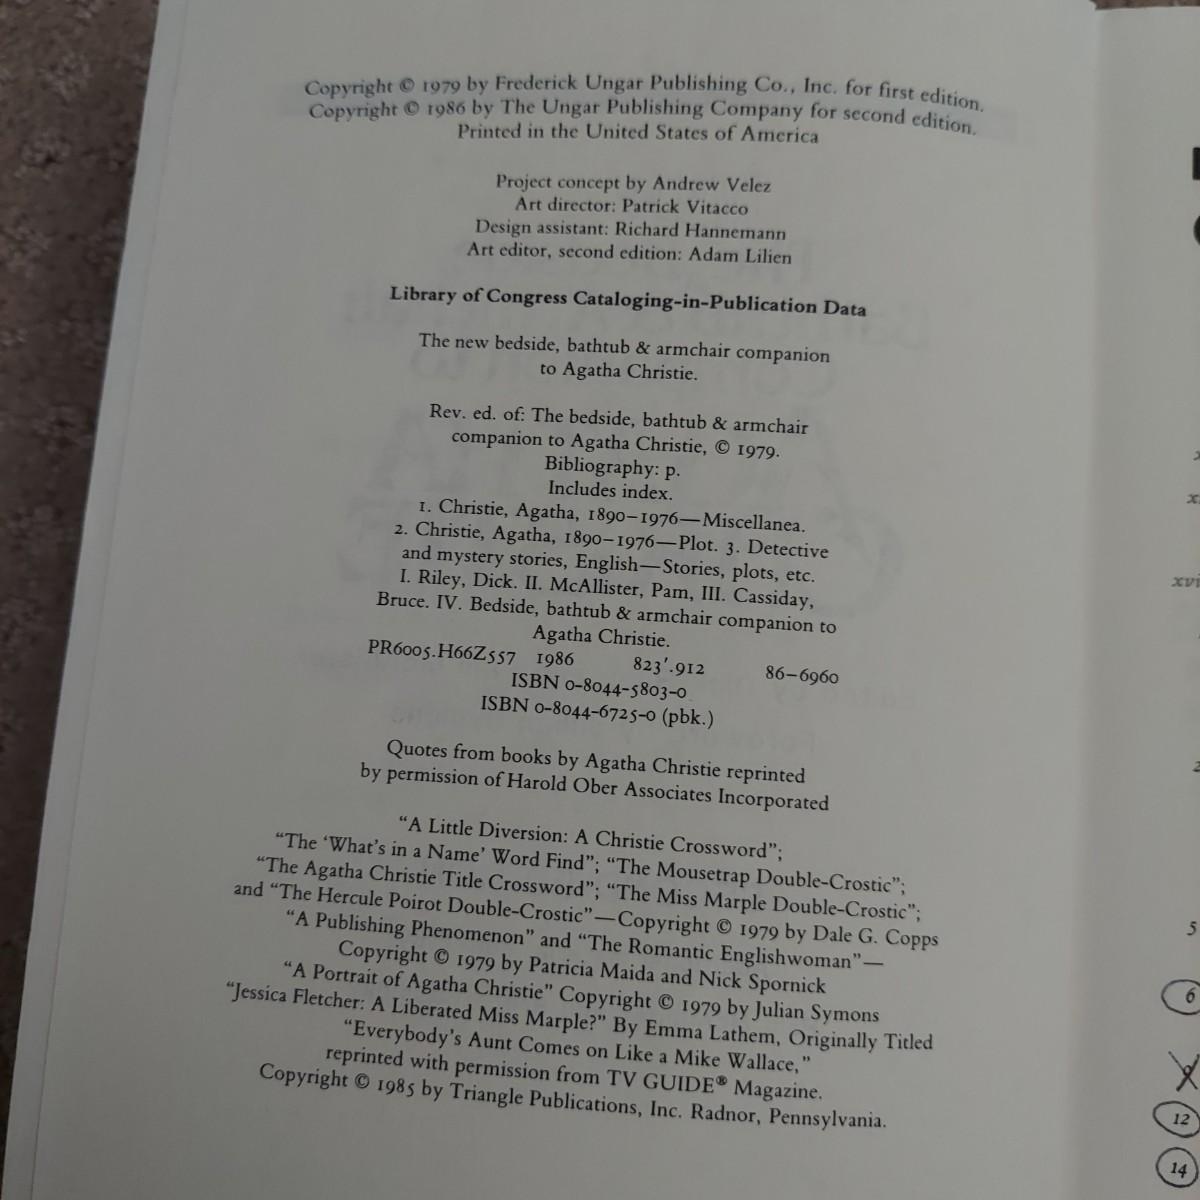 Copyright © 1979 by Frederick Ungar Publishing Co., Inc. for first edition.
Copyright © 1986 by The Ungar Publishing Company for second edition.
Printed in the United States of America
Project concept by Andrew Velez
Art director: Patrick Vitacco
Design assistant: Richard Hannemann
Art editor, second edition: Adam Lilien
Library of Congress Cataloging-in-Publication Data
The new bedside, bathtub & armchair companion
to Agatha Christie.
Rev. ed. of: The bedside, bathtub & armchair
companion to Agatha Christie, © 1979.
Bibliography: p.
Includes index.
1. Christie, Agatha, 1890–1976—Miscellanea.
2. Christie, Agatha, 1890–1976—Plot. 3. Detective
and mystery stories, English—Stories, plots, etc.
I. Riley, Dick. II. McAllister, Pam, III. Cassiday,
Bruce. IV. Bedside, bathtub & armchair companion to
Agatha Christie.
PR6005.H66Z557 1986 823'.912 86–6960
ISBN 0-8044-5803-0
ISBN 0-8044-6725-0 (pbk.)
Quotes from books by Agatha Christie reprinted
by permission of Harold Ober Associates Incorporated
“A Little Diversion: A Christie Crossword”;
“The ‘What’s in a Name’ Word Find”; “The Mousetrap Double-Crostic”;
“The Agatha Christie Title Crossword”; “The Miss Marple Double-Crostic”;
and “The Hercule Poirot Double-Crostic”—Copyright © 1979 by Dale G. Copps
“A Publishing Phenomenon” and “The Romantic Englishwoman”—
Copyright © 1979 by Patricia Maida and Nick Spornick
“A Portrait of Agatha Christie” Copyright © 1979 by Julian Symons
“Jessica Fletcher: A Liberated Miss Marple?” By Emma Lathem, Originally Titled
“Everybody’s Aunt Comes on Like a Mike Wallace,”
reprinted with permission from TV GUIDE® Magazine.
Copyright © 1985 by Triangle Publications, Inc. Radnor, Pennsylvania.
xvi
5
6
12
14